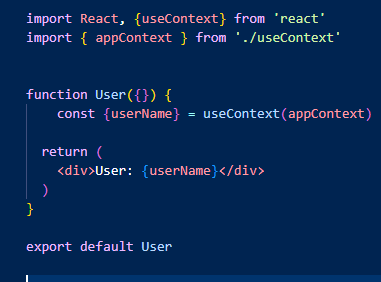 import React, {useContext} from 'react'
import { appContext } from './useContext'
function User({}) {
const {userName} = useContext(appContext)
return (
<div>User: {userName}</div>
)
}
export default User